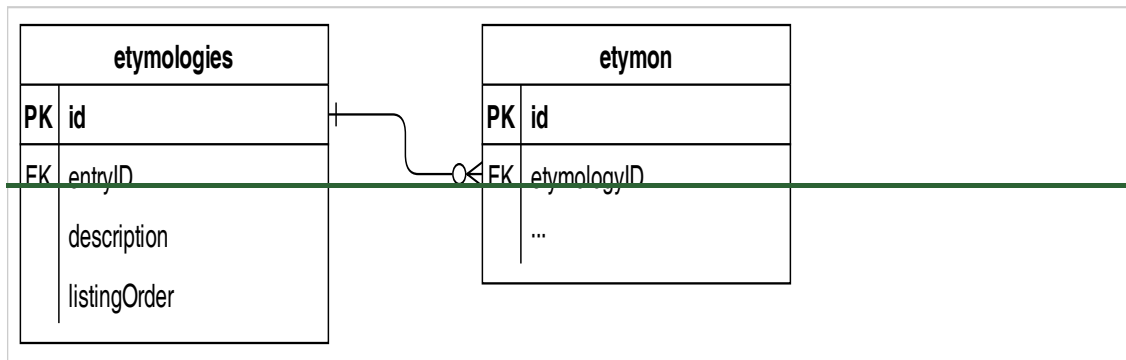 etymologies
PK id
FK entryID
description
listingOrder
etymon
PK id
FK etymologyID
...